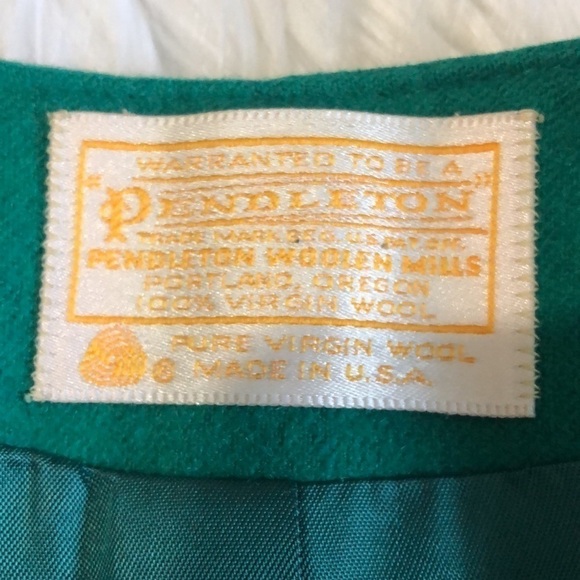 WARRANTED TO BE A
"PENDLETON"
TRADE MARK REG. U.S. PAT. OFF.
PENDLETON WOOLEN MILLS
PORTLAND, OREGON
100% VIRGIN WOOL
PURE VIRGIN WOOL
® MADE IN U.S.A.